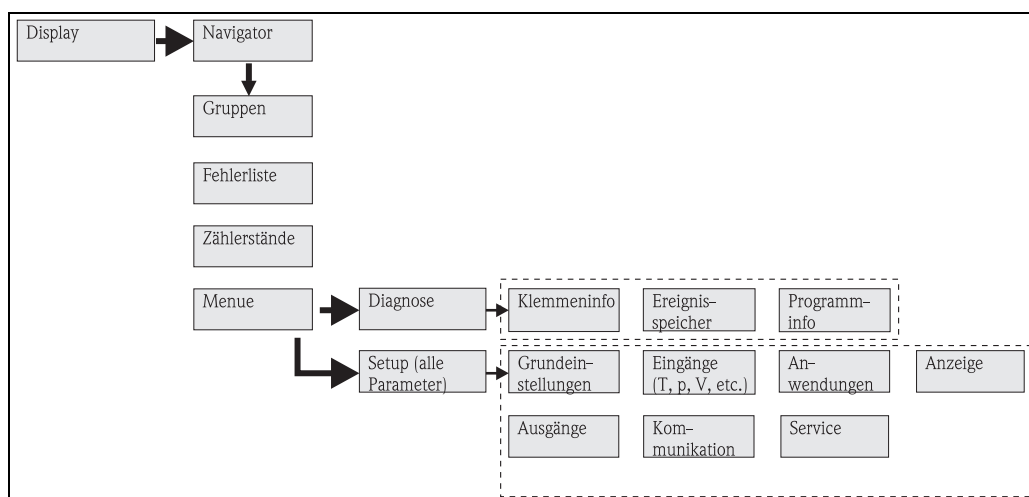 Display
Navigator
Gruppen
Fehlerliste
Zählerstände
Menue
Diagnose
Klemmeninfo
Ereignis-
speicher
Programm-
info
Setup (alle
Parameter)
Grundein-
stellungen
Eingänge
(T, p, V, etc.)
An-
wendungen
Anzeige
Ausgänge
Kom-
munikation
Service